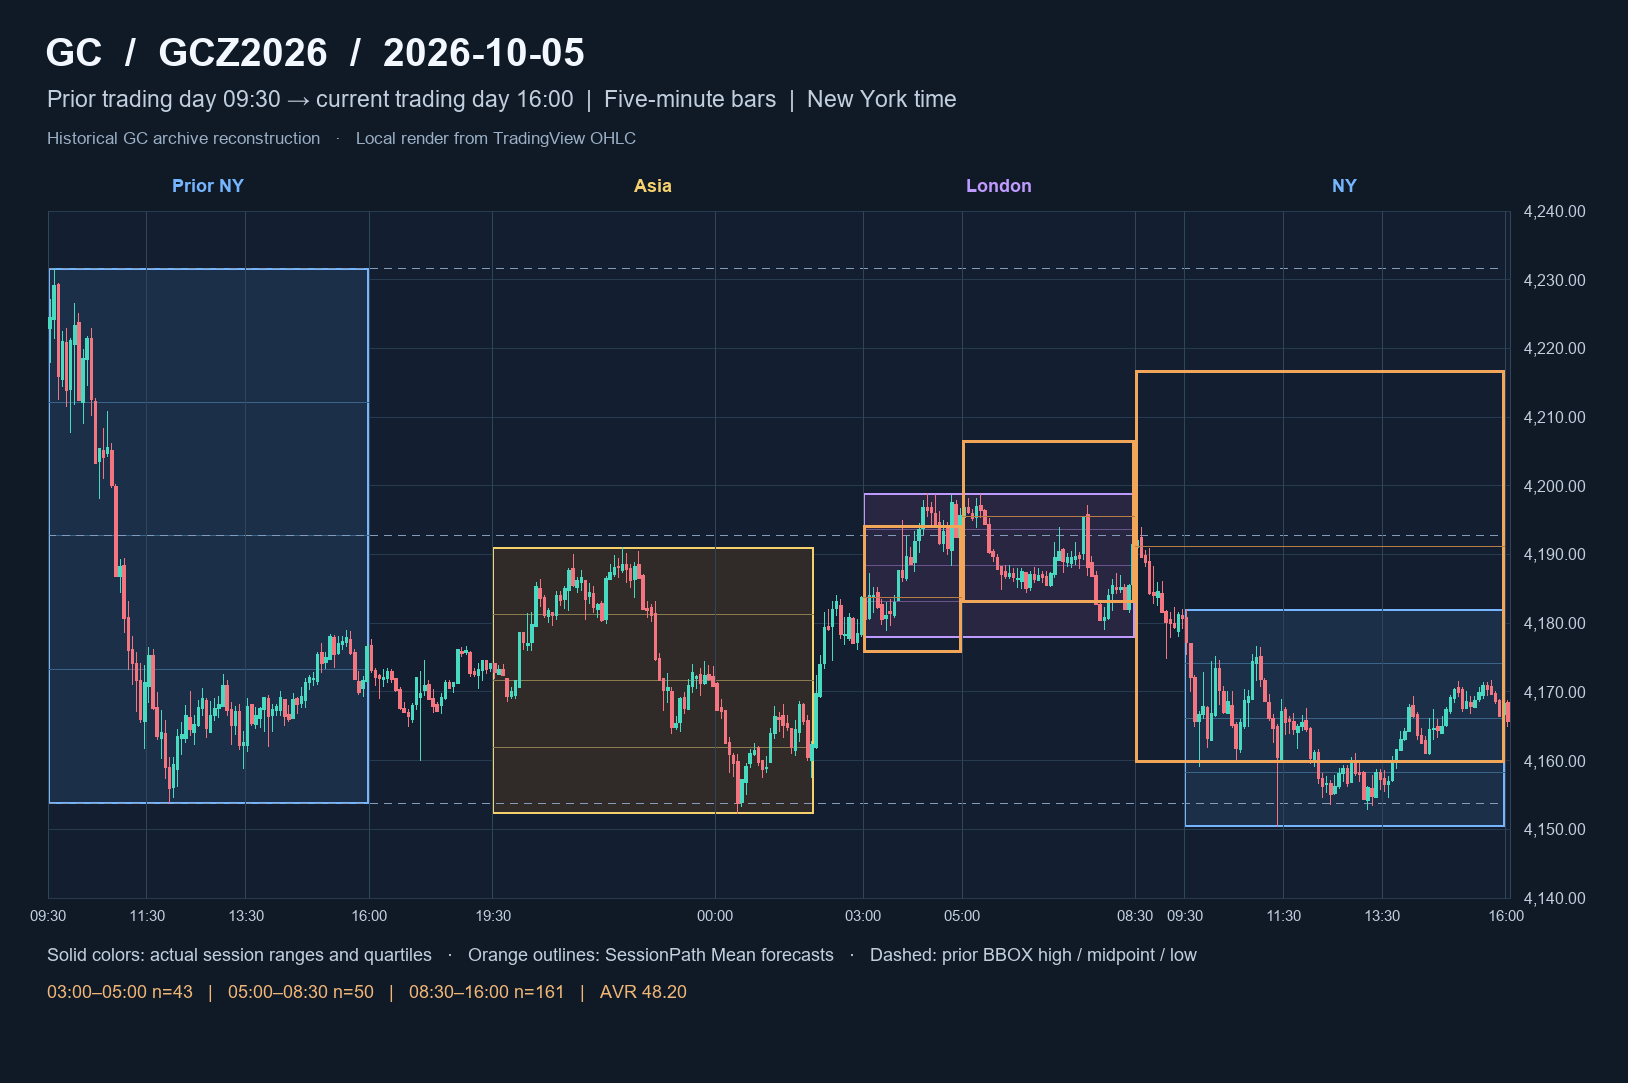 GC / GCZ2026 / 2026-10-05
Prior trading day 09:30 → current trading day 16:00 | Five-minute bars | New York time
Historical GC archive reconstruction · Local render from TradingView OHLC
Prior NY Asia London NY
4,240.00
4,230.00
4,220.00
4,210.00
4,200.00
4,190.00
4,180.00
4,170.00
4,160.00
4,150.00
4,140.00
09:30 11:30 13:30 16:00 19:30 00:00 03:00 05:00 08:30 09:30 11:30 13:30 16:00
Solid colors: actual session ranges and quartiles · Orange outlines: SessionPath Mean forecasts · Dashed: prior BBOX high / midpoint / low
03:00–05:00 n=43 | 05:00–08:30 n=50 | 08:30–16:00 n=161 | AVR 48.20